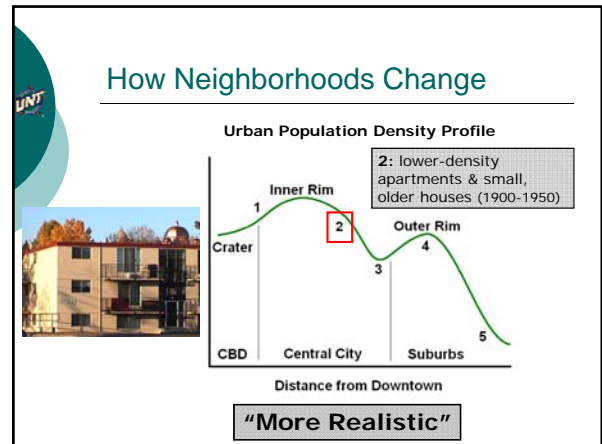 How Neighborhoods Change
UNT
Urban Population Density Profile
2: lower-density
apartments & small,
older houses (1900-1950)
Inner Rim
1
2
Outer Rim
Crater
4
3
5
CBD
Central City
Suburbs
Distance from Downtown
"More Realistic"